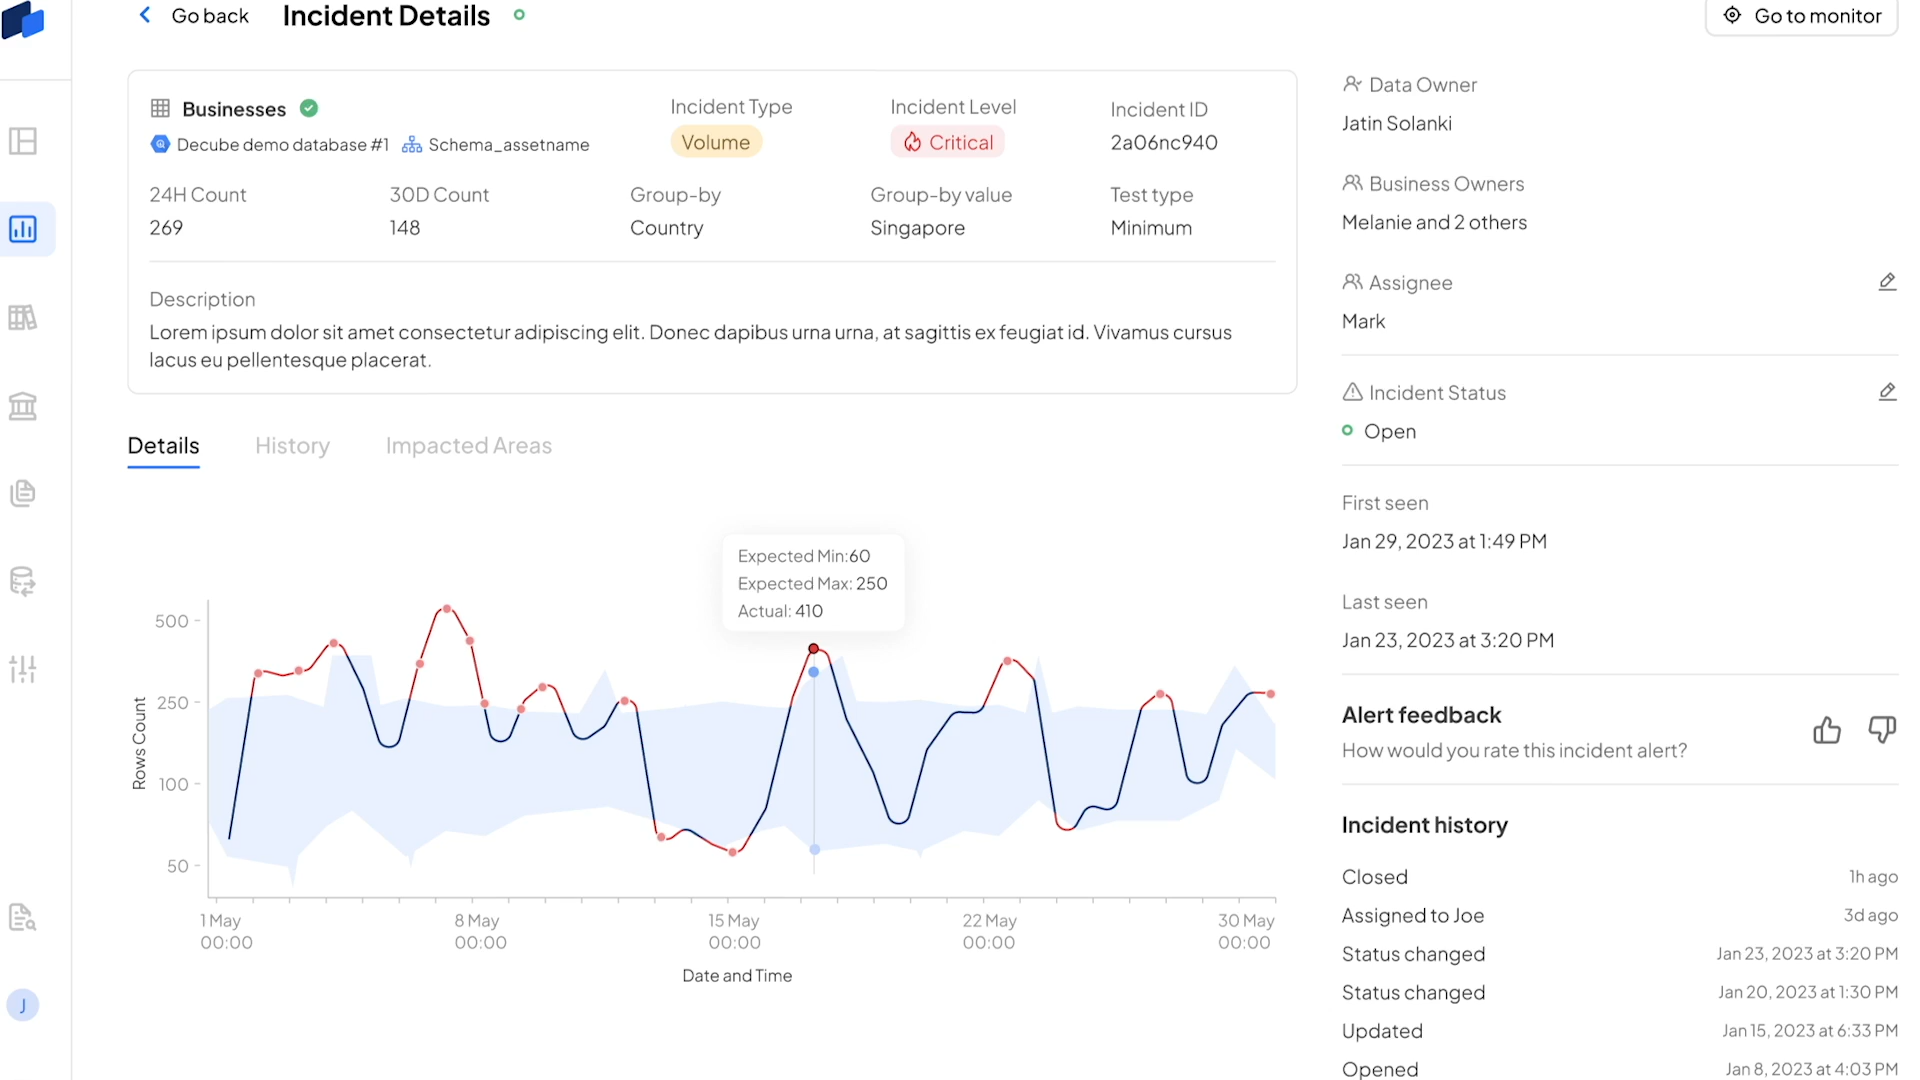 Go back
Incident Details
Go to monitor
Businesses
Decube demo database #1
Schema_assetname
Incident Type
Volume
Incident Level
Critical
Incident ID
2a06nc940
24H Count
269
30D Count
148
Group-by
Country
Group-by value
Singapore
Test type
Minimum
Description
Lorem ipsum dolor sit amet consectetur adipiscing elit. Donec dapibus urna urna, at sagittis ex feugiat id. Vivamus cursus
lacus eu pellentesque placerat.
Details
History
Impacted Areas
Expected Min:60
Expected Max: 250
Actual: 410
Rows Count
500
250
100
50
1 May
00:00
8 May
00:00
15 May
00:00
22 May
00:00
30 May
00:00
Date and Time
Data Owner
Jatin Solanki
Business Owners
Melanie and 2 others
Assignee
Mark
Incident Status
Open
First seen
Jan 29, 2023 at 1:49 PM
Last seen
Jan 23, 2023 at 3:20 PM
Alert feedback
How would you rate this incident alert?
Incident history
Closed 1h ago
Assigned to Joe 3d ago
Status changed Jan 23, 2023 at 3:20 PM
Status changed Jan 20, 2023 at 1:30 PM
Updated Jan 15, 2023 at 6:33 PM
Opened Jan 8, 2023 at 4:03 PM
J